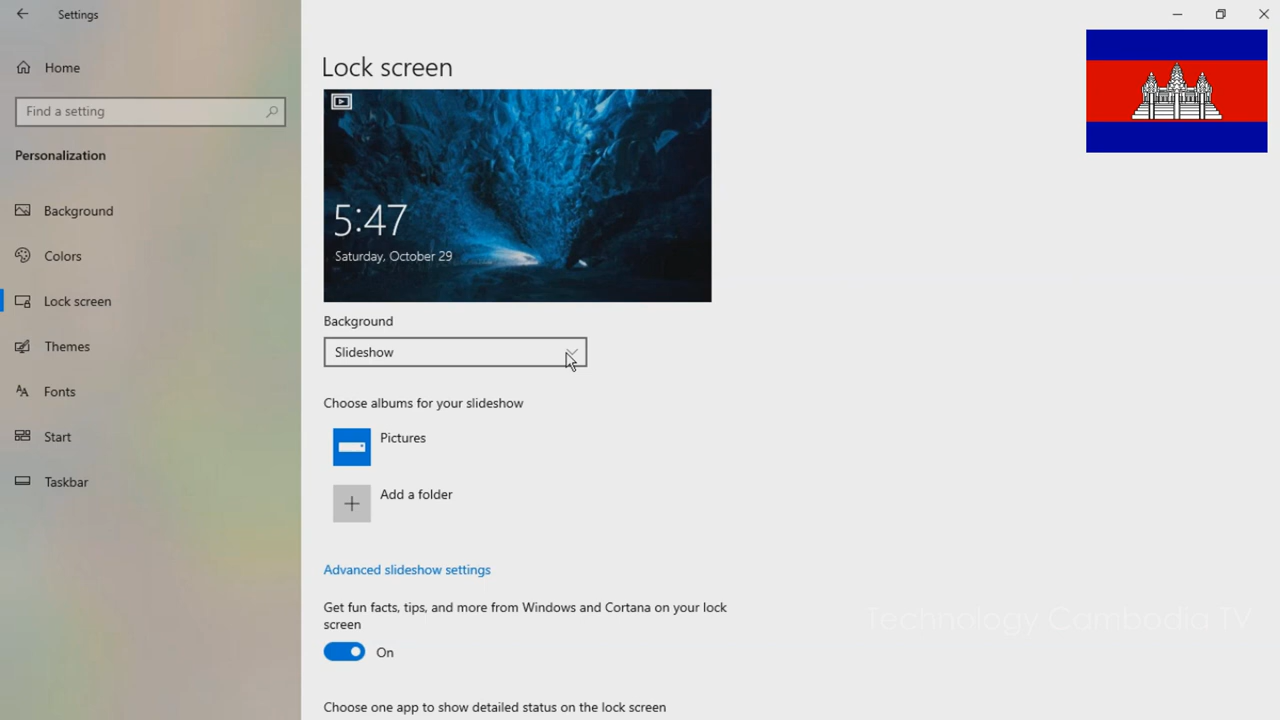 Settings
Home
Find a setting
Personalization
Background
Colors
Lock screen
Themes
Fonts
Start
Taskbar
Lock screen
5:47
Saturday, October 29
Background
Slideshow
Choose albums for your slideshow
Pictures
Add a folder
Advanced slideshow settings
Get fun facts, tips, and more from Windows and Cortana on your lock
screen
On
Choose one app to show detailed status on the lock screen
Technology Cambodia TV